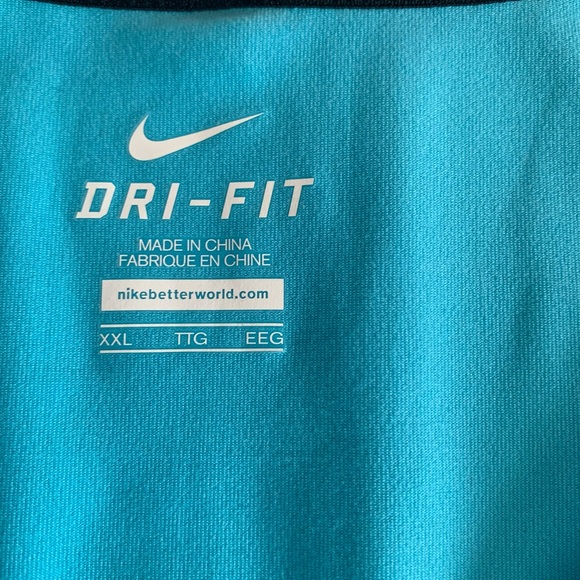 DRI-FIT
MADE IN CHINA
FABRIQUE EN CHINE
nikebetterworld.com
XXL TTG EEG